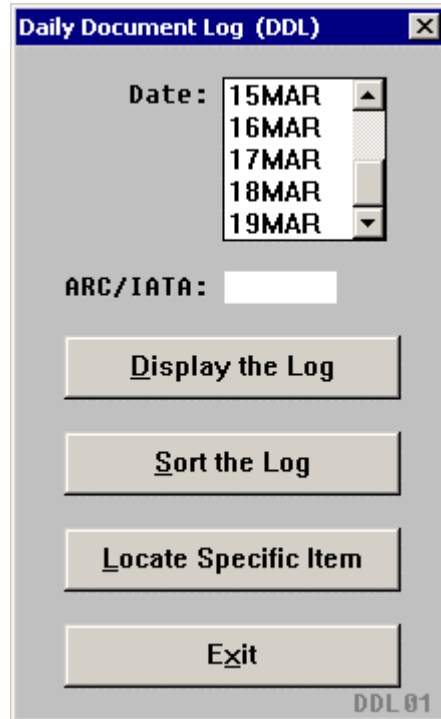 Daily Document Log (DDL)
Date: 15MAR
16MAR
17MAR
18MAR
19MAR
ARC/IATA:
Display the Log
Sort the Log
Locate Specific Item
Exit
DDL01